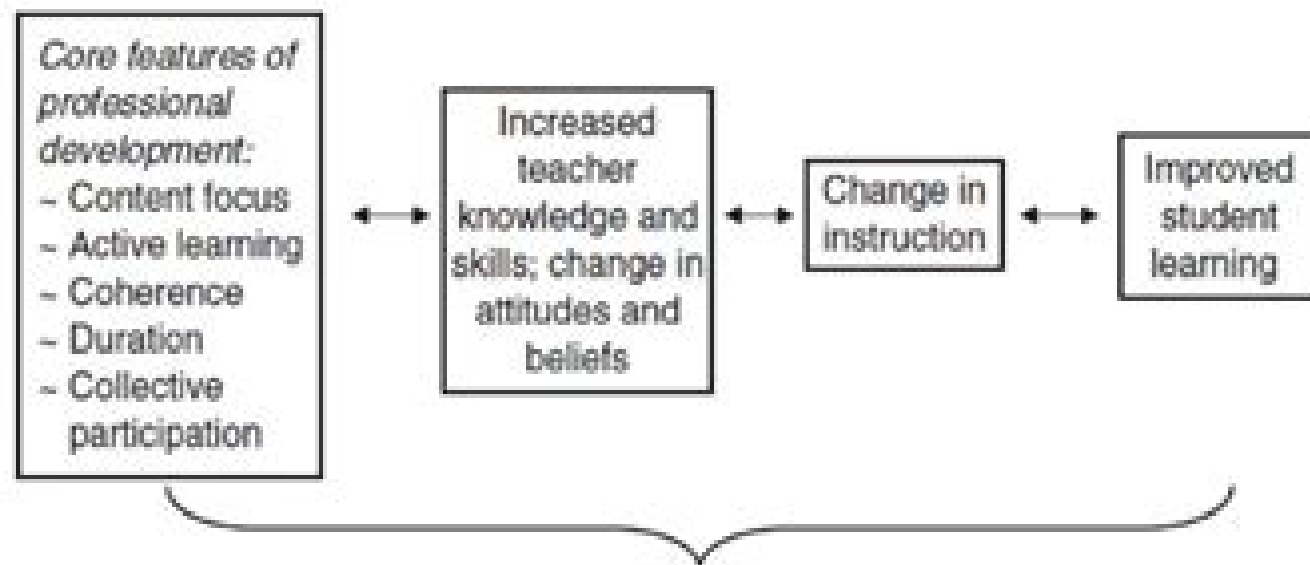 Core features of
professional
development:
~ Content focus
~ Active learning
~ Coherence
~ Duration
~ Collective
participation
Increased
teacher
knowledge and
skills; change in
attitudes and
beliefs
Change in
instruction
Improved
student
learning